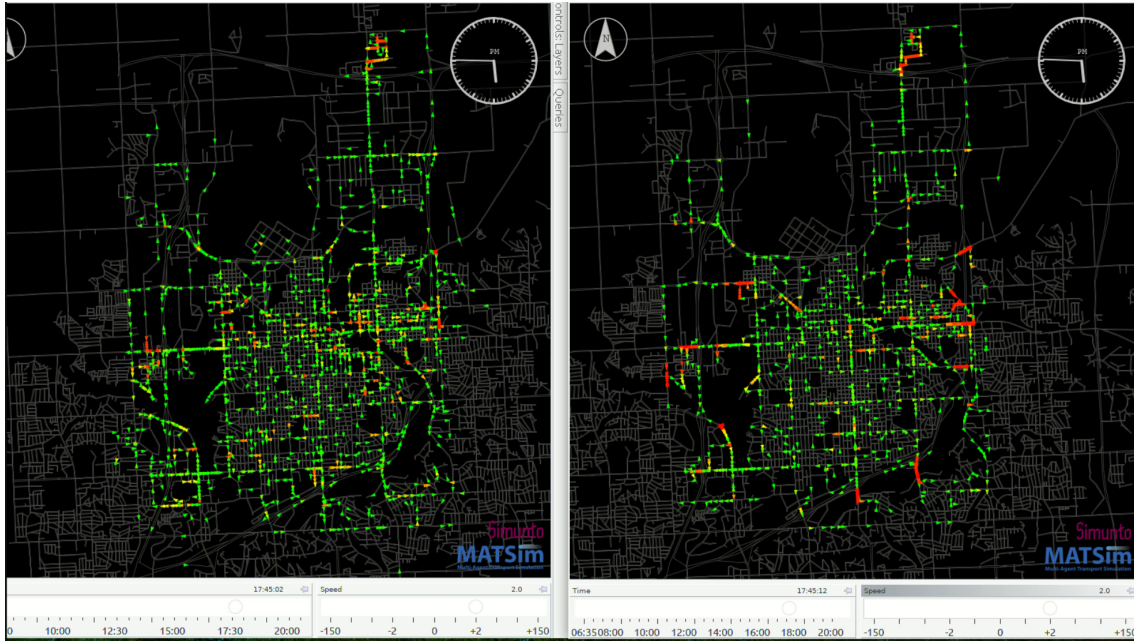 PM
Controls: Layers
Queries
N
PM
Simunto
MATSim
Multi-Agent Transport Simulation
Simunto
MATSim
Multi-Agent Transport Simulation
17:45:02
Speed
2.0
10:00
12:30
15:00
17:30
20:00
-150
-2
0
+2
+150
Time
17:45:12
Speed
2.0
06:35
08:00
10:00
12:00
14:00
16:00
18:00
20:00
-150
-2
0
+2
+150